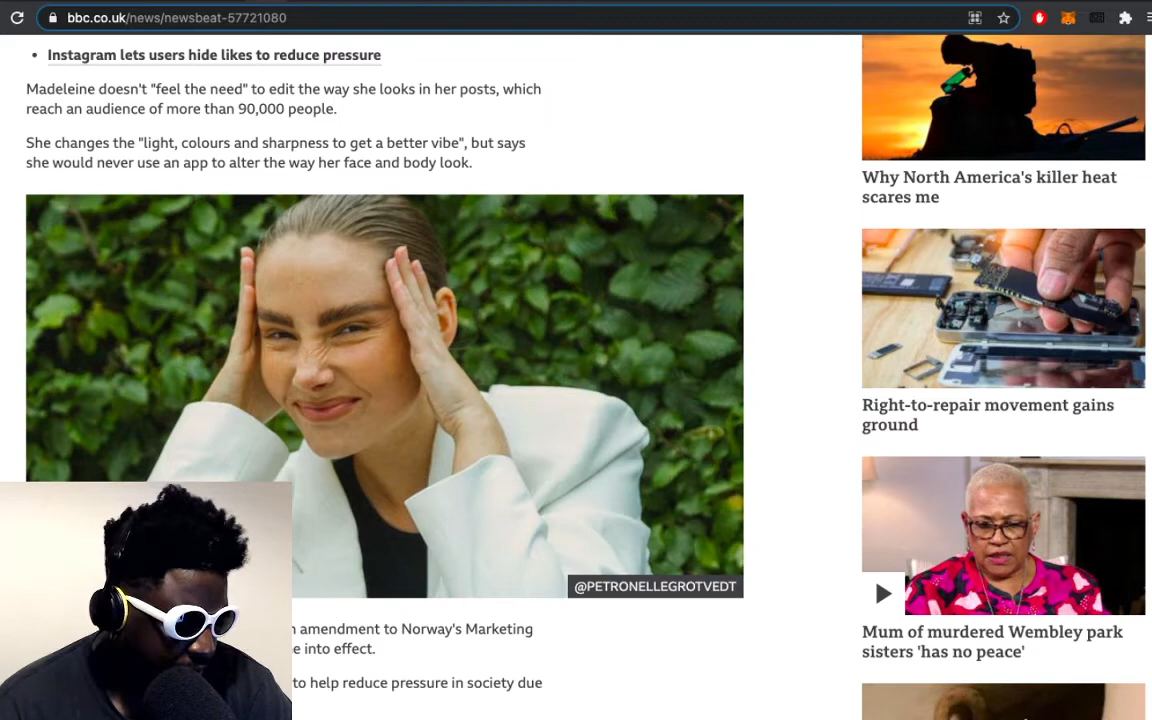 bbc.co.uk/news/newsbeat-57721080
Instagram lets users hide likes to reduce pressure
Madeleine doesn't "feel the need" to edit the way she looks in her posts, which
reach an audience of more than 90,000 people.
She changes the "light, colours and sharpness to get a better vibe", but says
she would never use an app to alter the way her face and body look.
@PETRONELLEGROTVEDT
amendment to Norway's Marketing
into effect.
to help reduce pressure in society due
Why North America's killer heat
scares me
Right-to-repair movement gains
ground
Mum of murdered Wembley park
sisters 'has no peace'